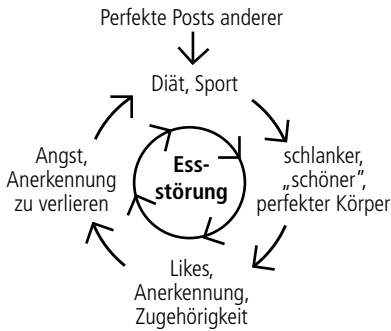 Perfekte Posts anderer
Diät, Sport
schlanker,
„schöner“,
perfekter Körper
Likes,
Anerkennung,
Zugehörigkeit
Angst,
Anerkennung
zu verlieren
Ess-
störung